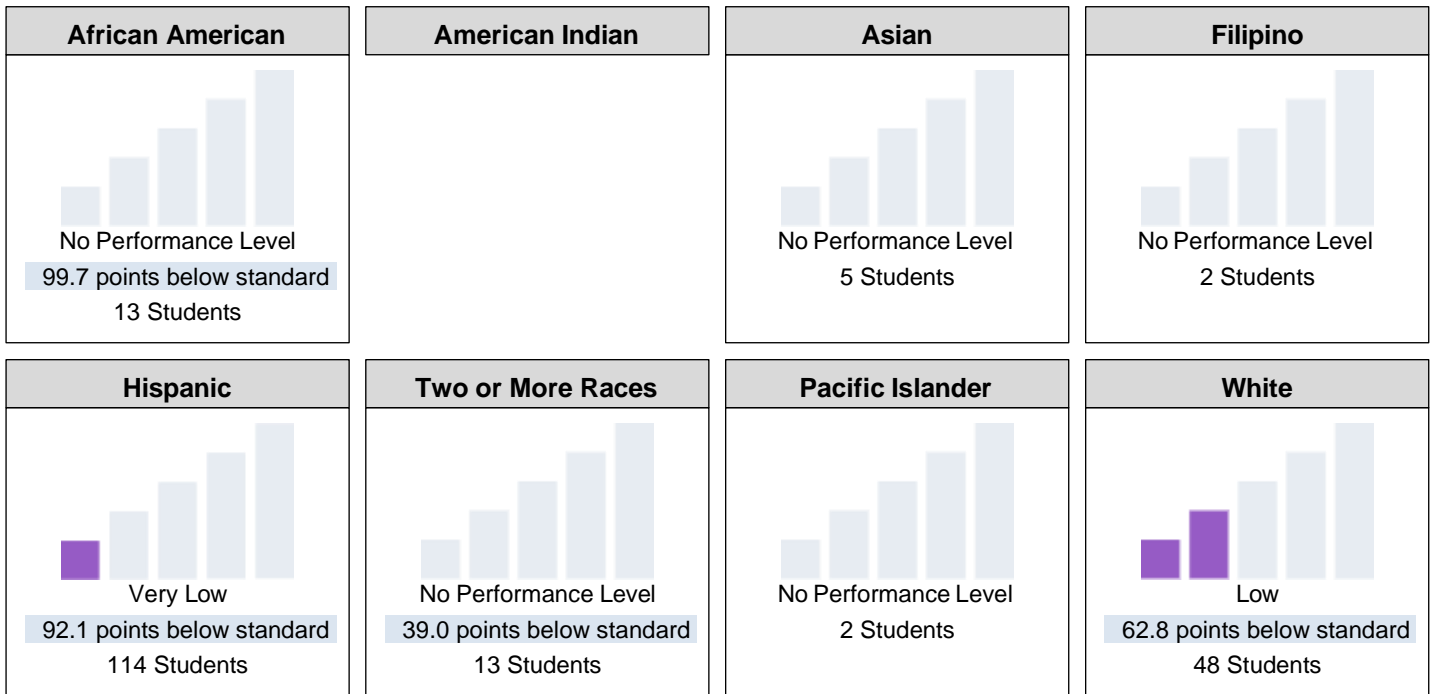 African American
No Performance Level
99.7 points below standard
13 Students
American Indian
Asian
No Performance Level
5 Students
Filipino
No Performance Level
2 Students
Hispanic
Very Low
92.1 points below standard
114 Students
Two or More Races
No Performance Level
39.0 points below standard
13 Students
Pacific Islander
No Performance Level
2 Students
White
Low
62.8 points below standard
48 Students